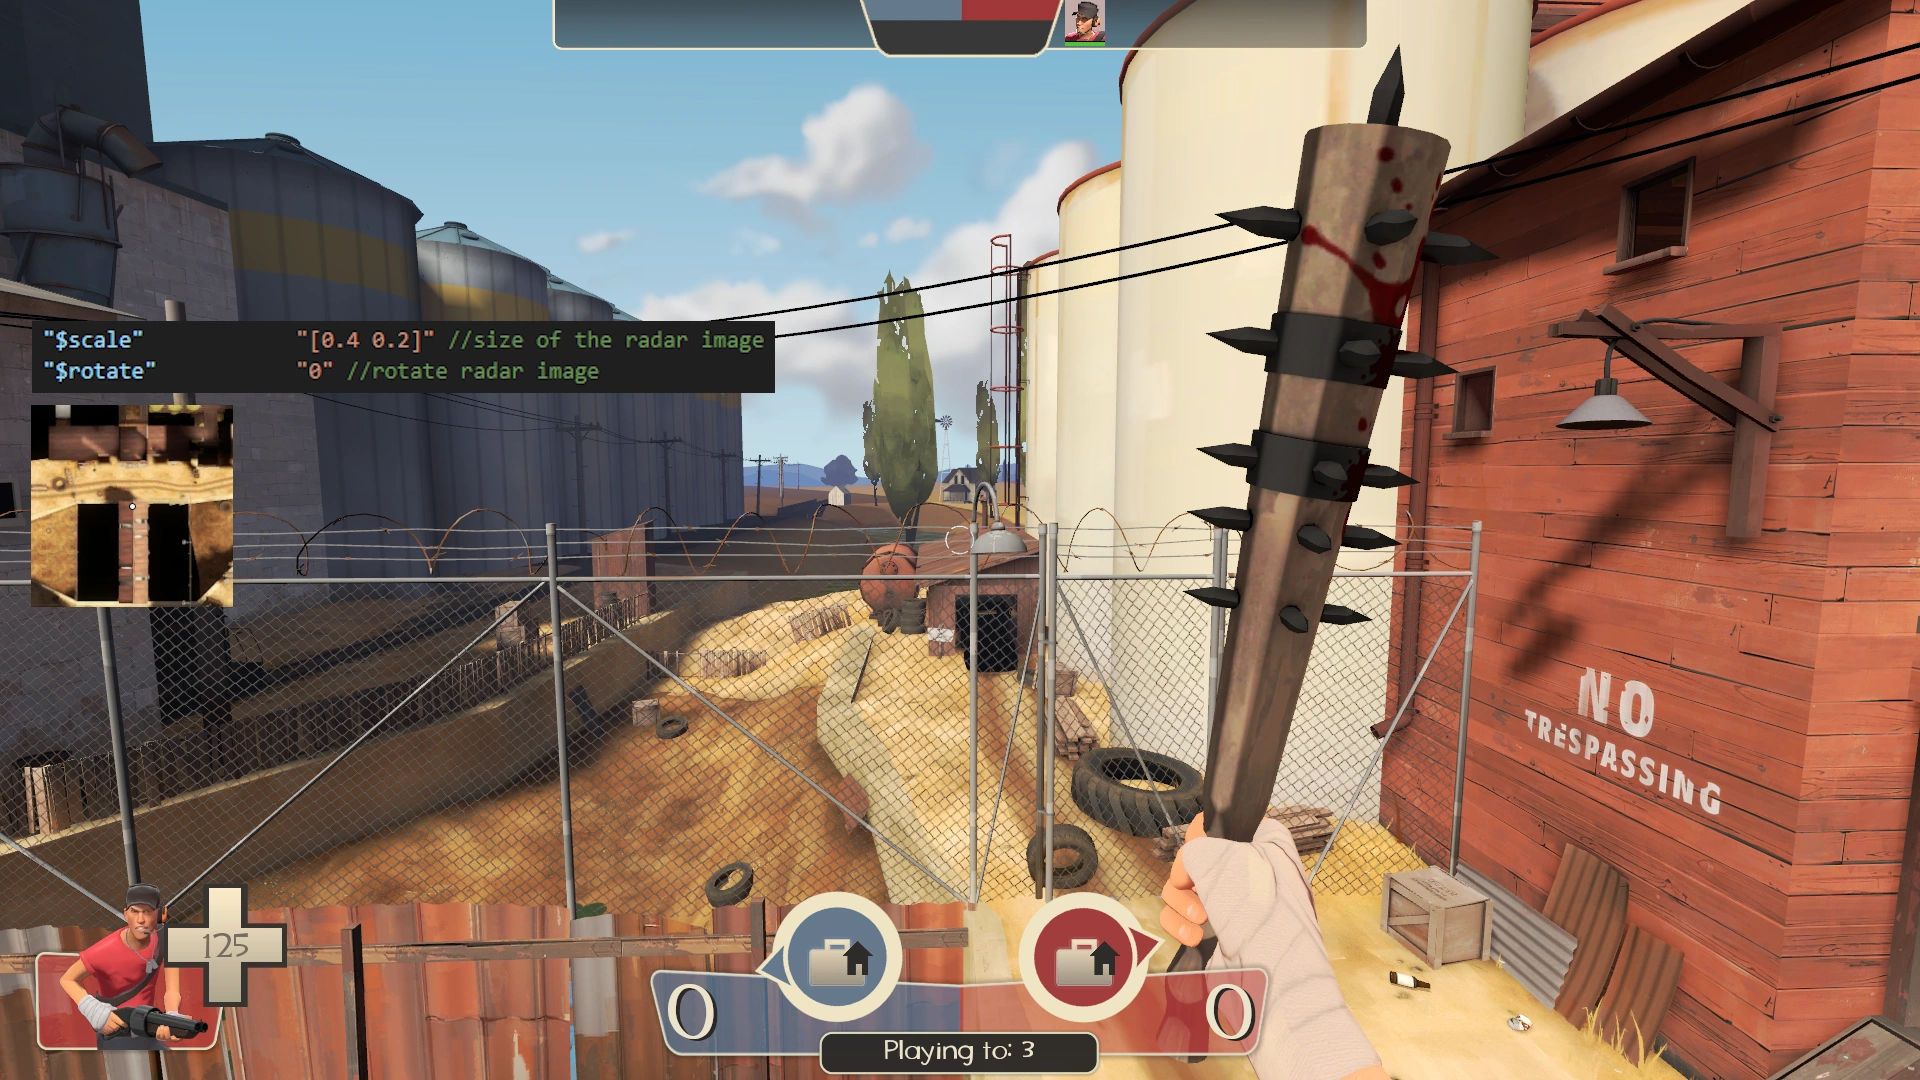 "$scale" "[0.4 0.2]" //size of the radar image
"$rotate" "0" //rotate radar image
NO
TRESPASSING
125
0
0
Playing to: 3